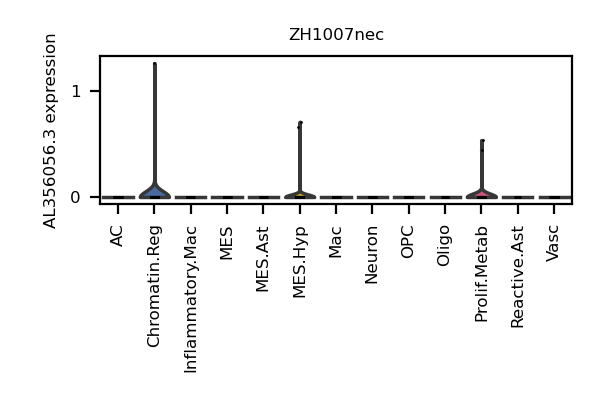 ZH1007nec
AL356056.3 expression
1
0
AC
Chromatin.Reg
Inflammatory.Mac
MES
MES.Ast
MES.Hyp
Mac
Neuron
OPC
Oligo
Prolif.Metab
Reactive.Ast
Vasc